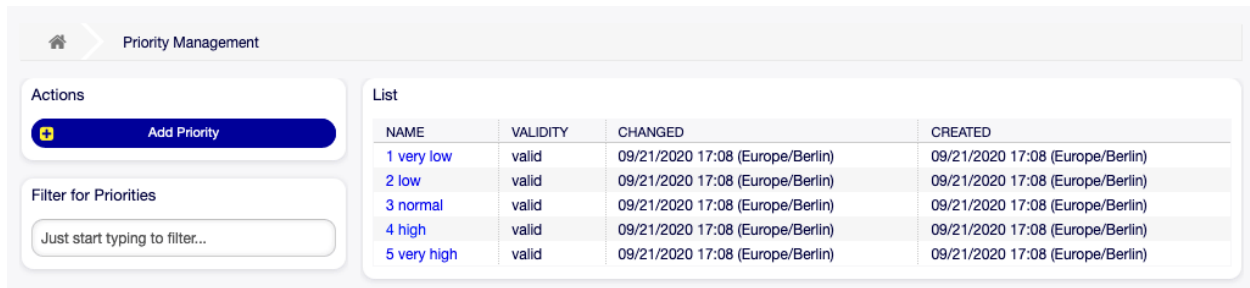 Priority Management
Actions
Add Priority
Filter for Priorities
Just start typing to filter...
List
NAME VALIDITY CHANGED CREATED
1 very low valid 09/21/2020 17:08 (Europe/Berlin) 09/21/2020 17:08 (Europe/Berlin)
2 low valid 09/21/2020 17:08 (Europe/Berlin) 09/21/2020 17:08 (Europe/Berlin)
3 normal valid 09/21/2020 17:08 (Europe/Berlin) 09/21/2020 17:08 (Europe/Berlin)
4 high valid 09/21/2020 17:08 (Europe/Berlin) 09/21/2020 17:08 (Europe/Berlin)
5 very high valid 09/21/2020 17:08 (Europe/Berlin) 09/21/2020 17:08 (Europe/Berlin)